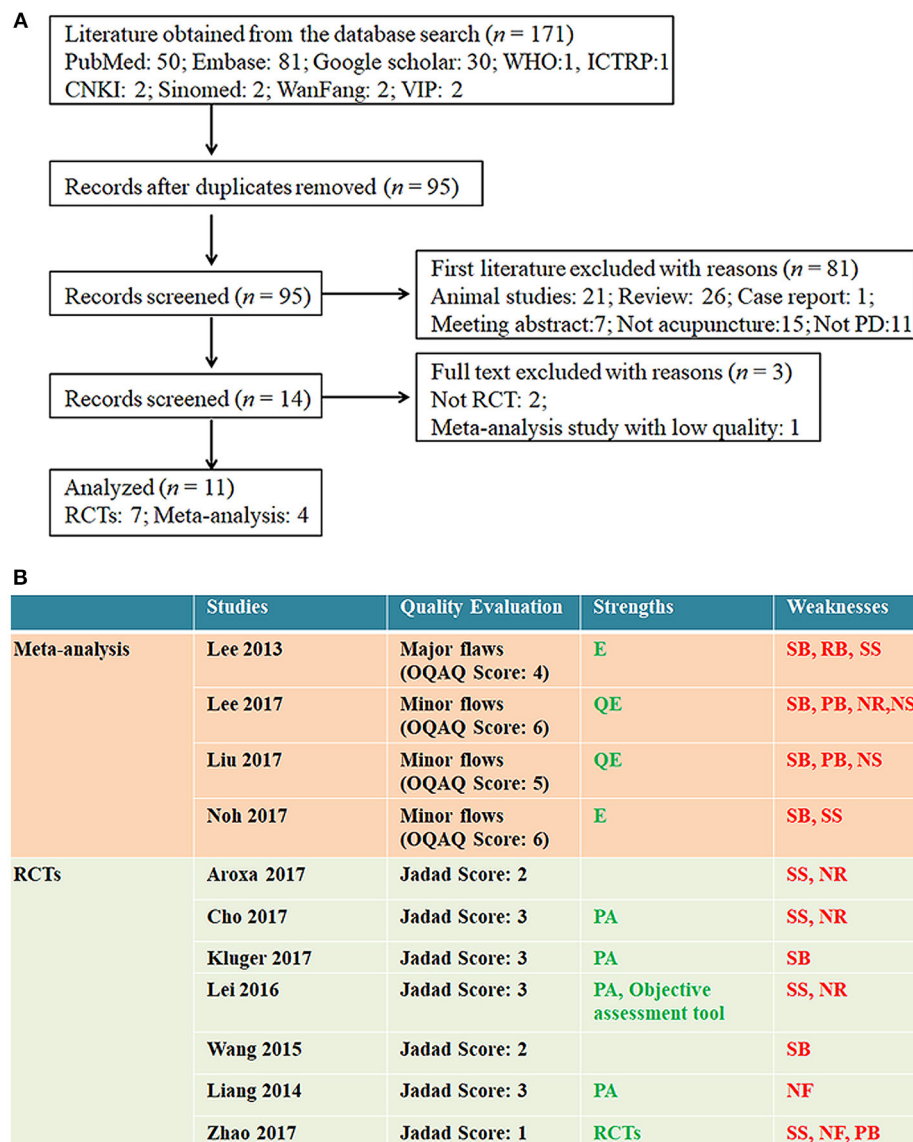 A
Literature obtained from the database search (n = 171)
PubMed: 50; Embase: 81; Google scholar: 30; WHO:1, ICTRP:1
CNKI: 2; Sinomed: 2; WanFang: 2; VIP: 2
Records after duplicates removed (n = 95)
Records screened (n = 95)
First literature excluded with reasons (n = 81)
Animal studies: 21; Review: 26; Case report: 1;
Meeting abstract:7; Not acupuncture:15; Not PD:11
Records screened (n = 14)
Full text excluded with reasons (n = 3)
Not RCT: 2;
Meta-analysis study with low quality: 1
Analyzed (n = 11)
RCTs: 7; Meta-analysis: 4
B
Studies Quality Evaluation Strengths Weaknesses
Meta-analysis Lee 2013 Major flaws E SB, RB, SS
(OQAQ Score: 4)
Lee 2017 Minor flows QE SB, PB, NR,NS
(OQAQ Score: 6)
Liu 2017 Minor flows QE SB, PB, NS
(OQAQ Score: 5)
Noh 2017 Minor flows E SB, SS
(OQAQ Score: 6)
RCTs Aroxa 2017 Jadad Score: 2 SS, NR
Cho 2017 Jadad Score: 3 PA SS, NR
Kluger 2017 Jadad Score: 3 PA SB
Lei 2016 Jadad Score: 3 PA, Objective SS, NR
assessment tool
Wang 2015 Jadad Score: 2 SB
Liang 2014 Jadad Score: 3 PA NF
Zhao 2017 Jadad Score: 1 RCTs SS, NF, PB